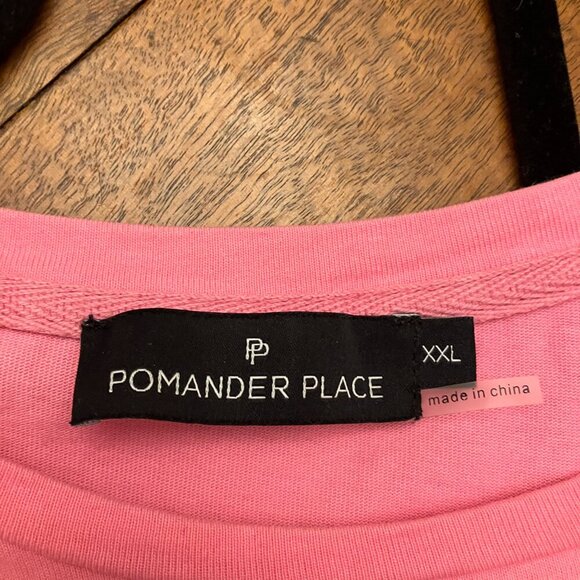 PP
POMANDER PLACE
XXL
made in china